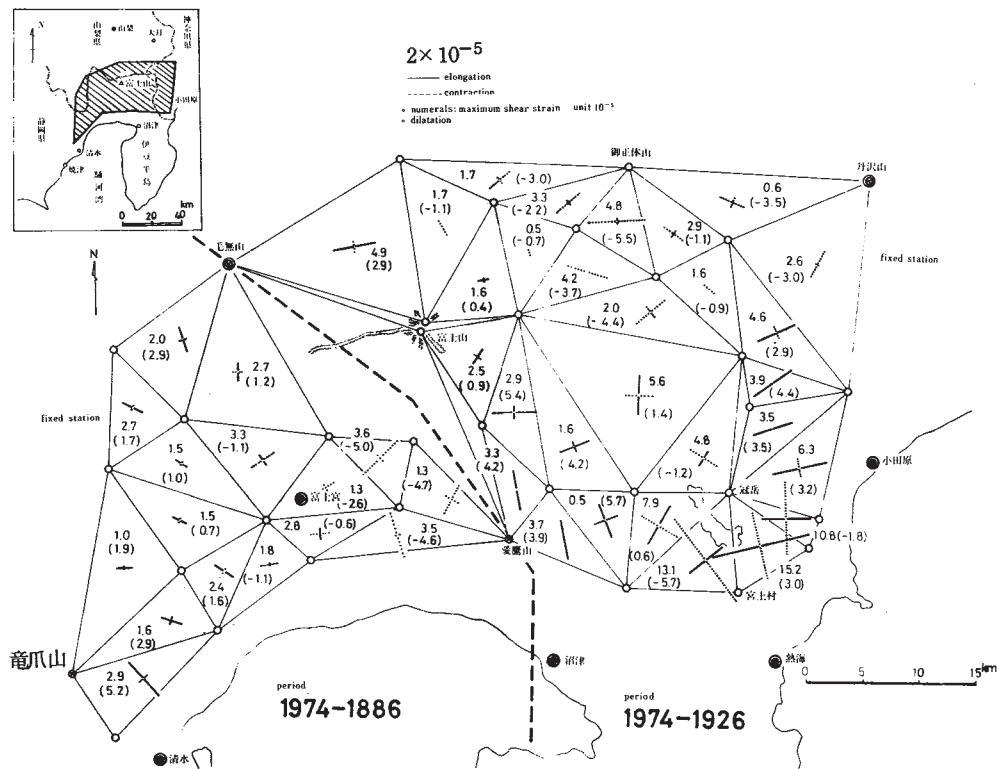 N
山梨県
山梨
大月
神奈川県
富士山
小田原
静岡県
沼津
清水
焼津
駿河湾
伊豆半島
km
0 20 40
2×10⁻⁵
elongation
contraction
numerals: maximum shear strain unit 10⁻⁵
dilatation
御正体山
丹沢山
1.7
(-3.0)
1.7
(-1.1)
3.3
(-2.2)
4.8
(-5.5)
0.6
(-3.5)
2.9
(-1.1)
0.5
(-0.7)
毛無山
N
4.9
(2.9)
1.6
(0.4)
4.2
(-3.7)
2.0
(-4.4)
1.6
(-0.9)
2.6
(-3.0)
fixed station
富士山
2.0
(2.9)
2.7
(1.2)
2.5
(0.9)
2.9
(5.4)
5.6
(1.4)
4.6
(2.9)
3.9
(4.4)
fixed station
2.7
(1.7)
3.3
(-1.1)
3.6
(-5.0)
1.3
(-4.7)
3.3
(4.2)
1.6
(4.2)
4.8
(-1.2)
3.5
(3.5)
6.3
(3.2)
小田原
1.5
(1.0)
富士宮
1.3
(-2.6)
冠岳
1.5
(0.7)
2.8
(-0.6)
3.5
(-4.6)
愛鷹山
3.7
(3.9)
0.5
(5.7)
7.9
(0.6)
10.8(-1.8)
1.0
(1.9)
1.8
(-1.1)
2.4
(1.6)
13.1
(-5.7)
15.2
(3.0)
宮上村
1.6
(2.9)
竜爪山
2.9
(5.2)
沼津
熱海
km
0 5 10 15
period
1974-1886
period
1974-1926
清水